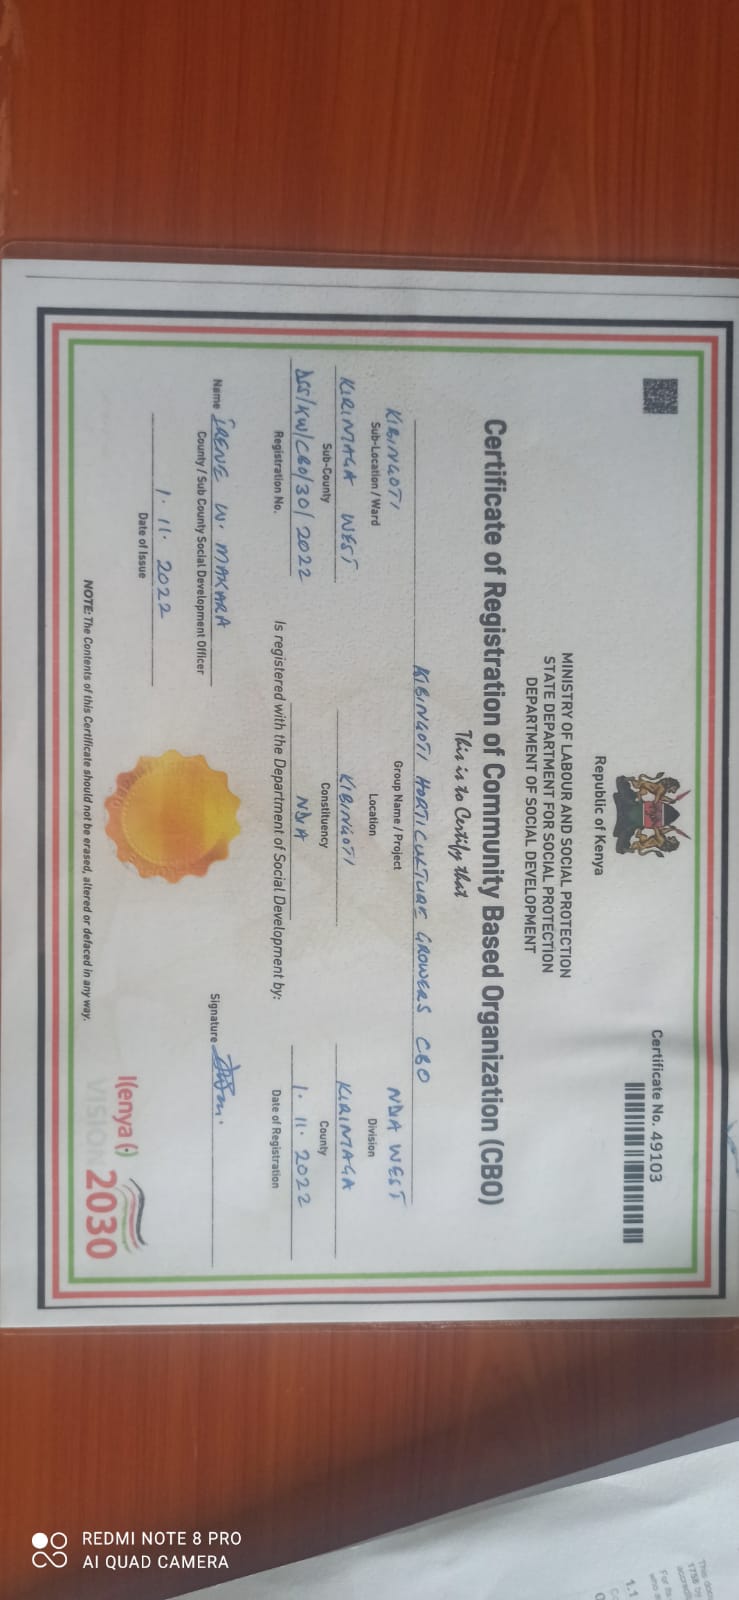 Certificate No. 49103
Republic of Kenya
MINISTRY OF LABOUR AND SOCIAL PROTECTION
STATE DEPARTMENT FOR SOCIAL PROTECTION
DEPARTMENT OF SOCIAL DEVELOPMENT
Certificate of Registration of Community Based Organization (CBO)
This is to Certify that
KIBINGOTI HORTICULTURE GROWERS CBO
Group Name / Project
KIBINGOTI NDIA WEST
Sub-Location / Ward Location Division
KIRINYAGA WEST KIBINGOTI KIRINYAGA
Sub-County Constituency County
DSS/KW/CBO/30/2022 NDIA 1.11.2022
Registration No. Date of Registration
Is registered with the Department of Social Development by:
Name IRENE W. MAKARA Signature
County / Sub County Social Development Officer
1.11.2022
Date of Issue
NOTE: The Contents of this Certificate should not be erased, altered or defaced in any way.
Kenya
VISION 2030
REDMI NOTE 8 PRO
AI QUAD CAMERA
1.1